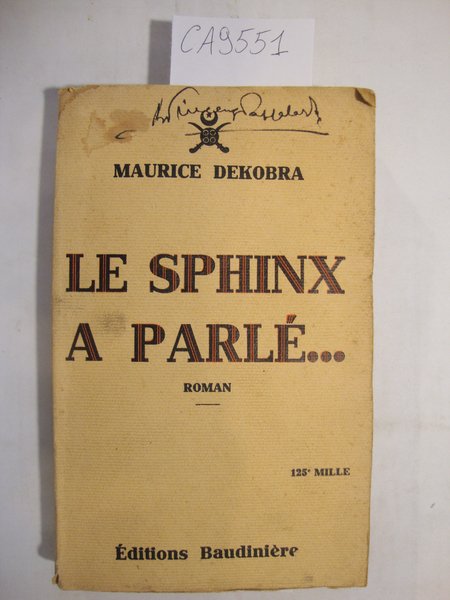 CA9551
MAURICE DEKOBRA
LE SPHINX
A PARLÉ...
ROMAN
125e MILLE
Éditions Baudinière